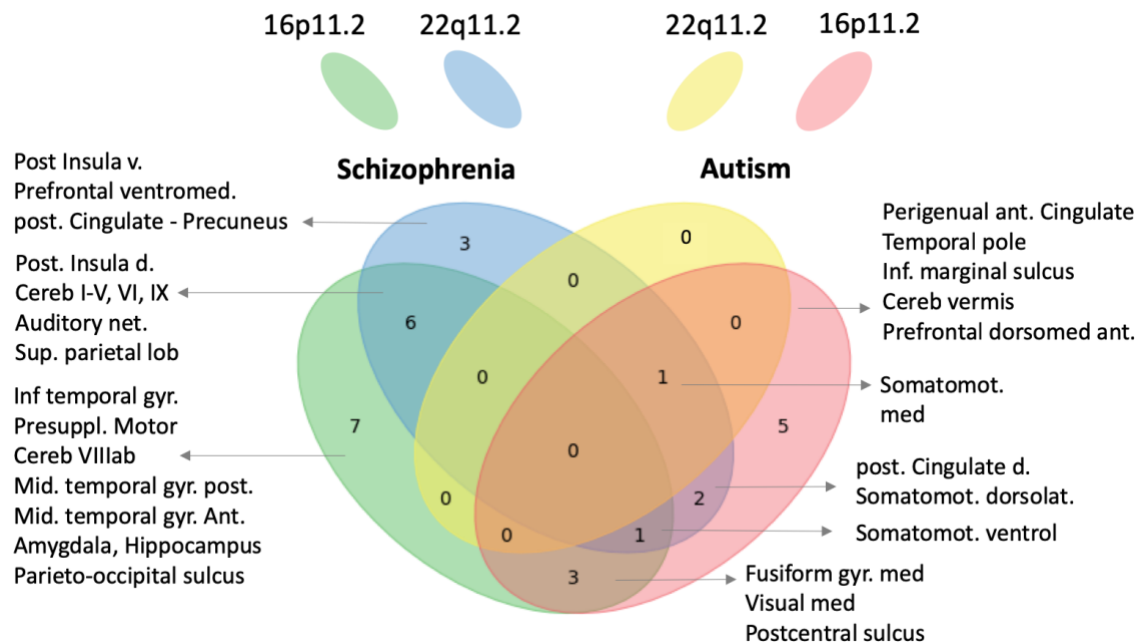 16p11.2 22q11.2 22q11.2 16p11.2
Schizophrenia Autism
Post Insula v.
Prefrontal ventromed.
post. Cingulate - Precuneus
Post. Insula d.
Cereb I-V, VI, IX
Auditory net.
Sup. parietal lob
Inf temporal gyr.
Presuppl. Motor
Cereb VIIIab
Mid. temporal gyr. post.
Mid. temporal gyr. Ant.
Amygdala, Hippocampus
Parieto-occipital sulcus
3
0
0
6
0
0
1
7
5
0
0
2
0
1
3
Perigenual ant. Cingulate
Temporal pole
Inf. marginal sulcus
Cereb vermis
Prefrontal dorsomed ant.
Somatomot.
med
post. Cingulate d.
Somatomot. dorsolat.
Somatomot. ventrol
Fusiform gyr. med
Visual med
Postcentral sulcus